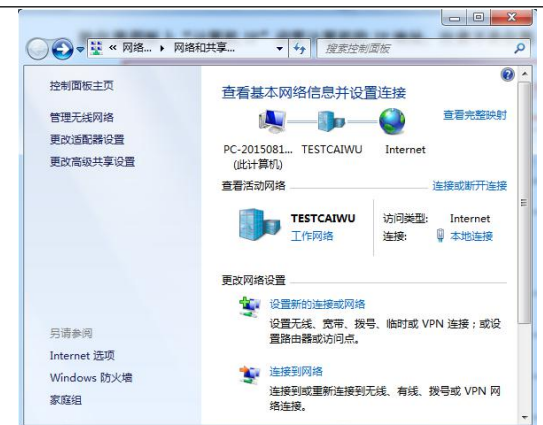 « 网络... ▸ 网络和共享...
搜索控制面板
控制面板主页
管理无线网络
更改适配器设置
更改高级共享设置
另请参阅
Internet 选项
Windows 防火墙
家庭组
查看基本网络信息并设置连接
查看完整映射
PC-2015081... TESTCAIWU Internet
(此计算机)
查看活动网络
连接或断开连接
TESTCAIWU
工作网络
访问类型: Internet
连接: 本地连接
更改网络设置
设置新的连接或网络
设置无线、宽带、拨号、临时或 VPN 连接；或设
置路由器或访问点。
连接到网络
连接到或重新连接到无线、有线、拨号或 VPN 网
络连接。